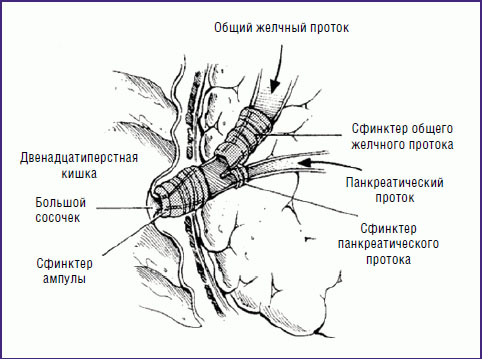 Общий желчный проток
Сфинктер общего
желчного протока
Двенадцатиперстная
кишка
Панкреатический
проток
Большой
сосочек
Сфинктер
панкреатического
протока
Сфинктер
ампулы